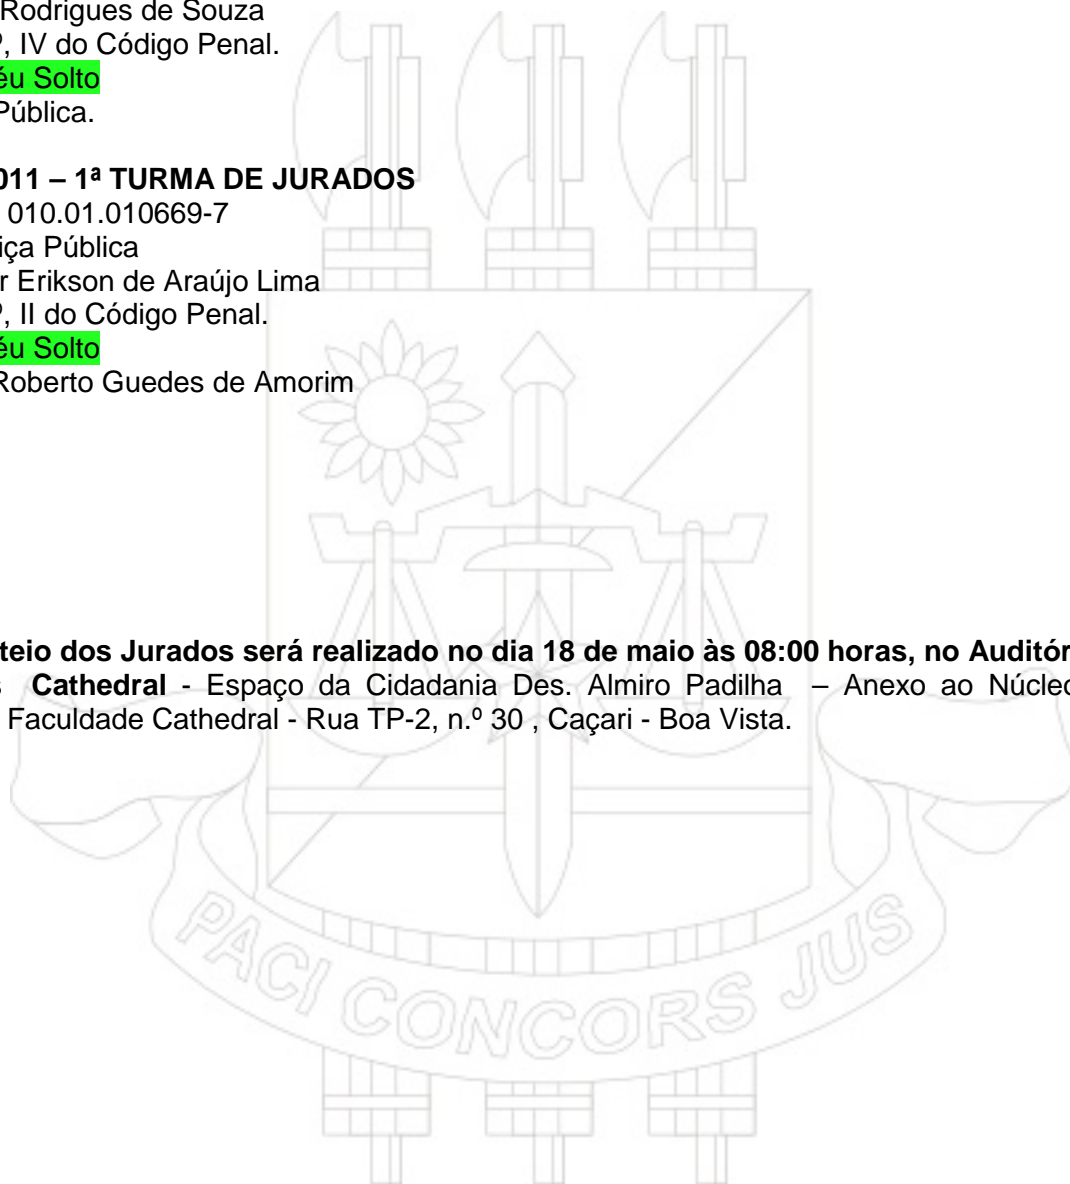 Rodrigues de Souza
º, IV do Código Penal.
éu Solto
Pública.
011 – 1ª TURMA DE JURADOS
010.01.010669-7
iça Pública
r Erikson de Araújo Lima
º, II do Código Penal.
éu Solto
Roberto Guedes de Amorim
teio dos Jurados será realizado no dia 18 de maio às 08:00 horas, no Auditór
s Cathedral - Espaço da Cidadania Des. Almiro Padilha – Anexo ao Núcleo
Faculdade Cathedral - Rua TP-2, n.º 30 , Caçari - Boa Vista.
PACI CONCORS JUS